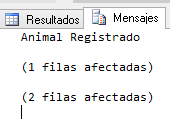 Resultados Mensajes
Animal Registrado
(1 filas afectadas)
(2 filas afectadas)